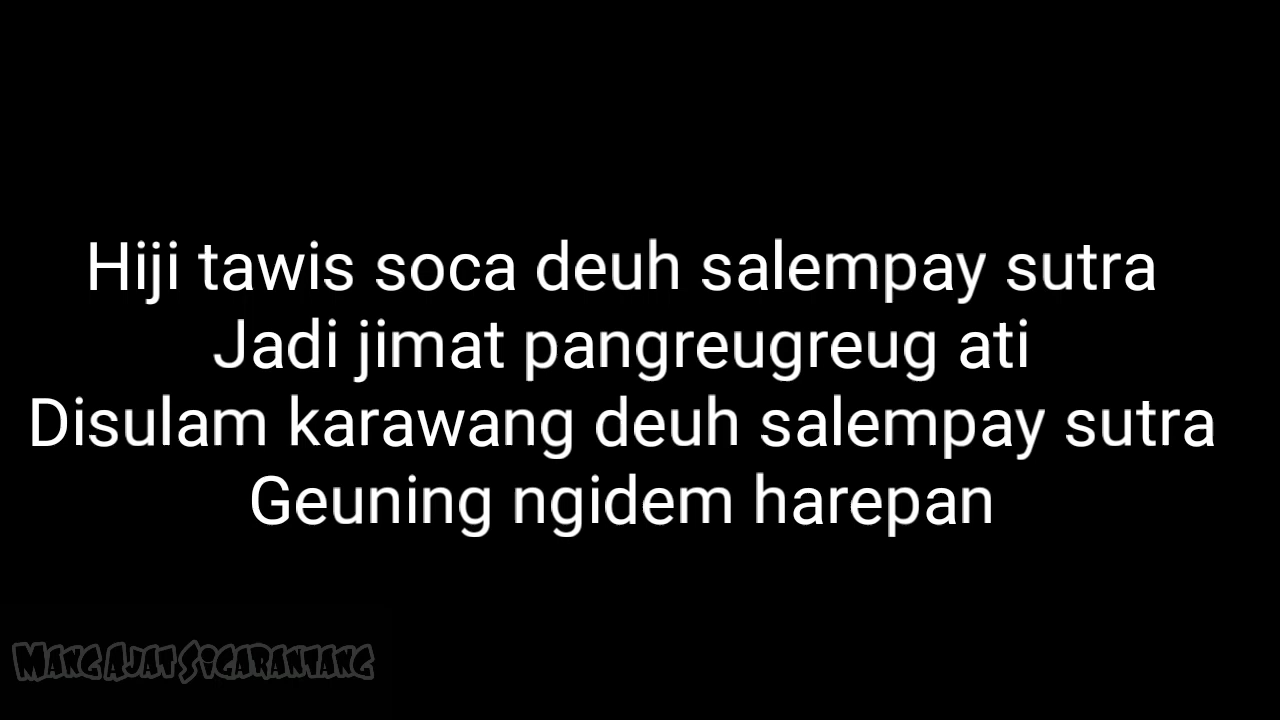 Hiji tawis soca deuh salempay sutra
Jadi jimat pangreugreug ati
Disulam karawang deuh salempay sutra
Geuning ngidem harepan
Mang Ajat Sigarantang